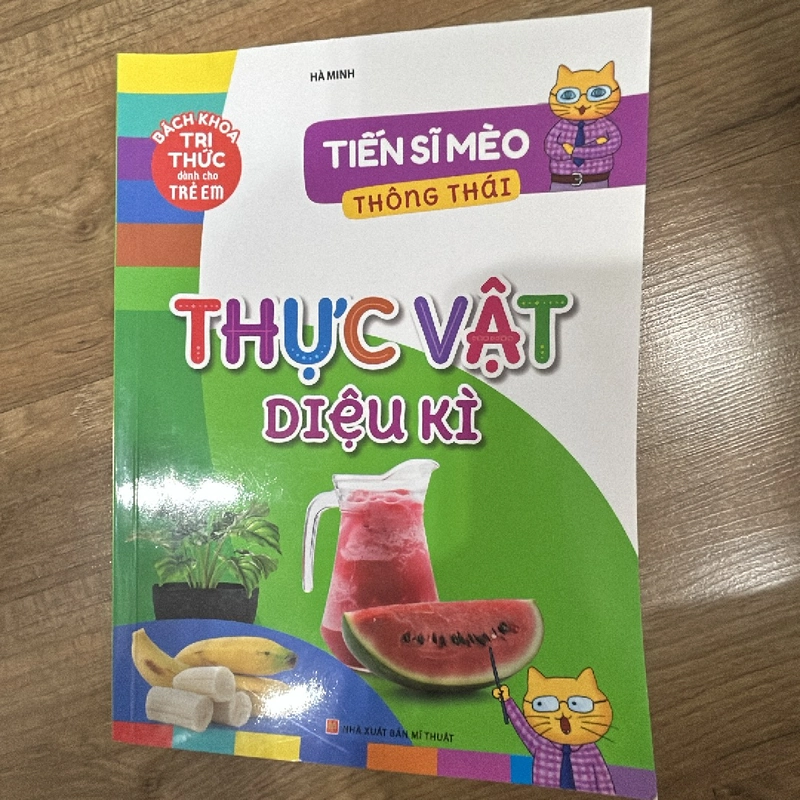 HÀ MINH
BÁCH KHOA
TRI
THỨC
dành cho
TRẺ EM
TIẾN SĨ MÈO
THÔNG THÁI
THỰC VẬT
DIỆU KÌ
NHÀ XUẤT BẢN MĨ THUẬT